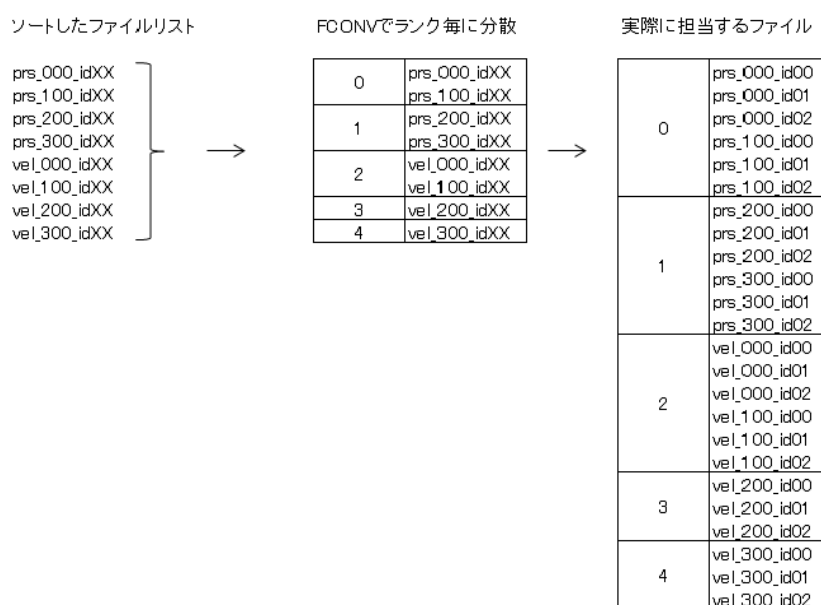 ソートしたファイルリスト
prs_000_idXX
prs_100_idXX
prs_200_idXX
prs_300_idXX
vel_000_idXX
vel_100_idXX
vel_200_idXX
vel_300_idXX
FCONVでランク毎に分散
0
prs_000_idXX
prs_100_idXX
1
prs_200_idXX
prs_300_idXX
2
vel_000_idXX
vel_100_idXX
3
vel_200_idXX
4
vel_300_idXX
実際に担当するファイル
0
prs_000_id00
prs_000_id01
prs_000_id02
prs_100_id00
prs_100_id01
prs_100_id02
1
prs_200_id00
prs_200_id01
prs_200_id02
prs_300_id00
prs_300_id01
prs_300_id02
2
vel_000_id00
vel_000_id01
vel_000_id02
vel_100_id00
vel_100_id01
vel_100_id02
3
vel_200_id00
vel_200_id01
vel_200_id02
4
vel_300_id00
vel_300_id01
vel_300_id02